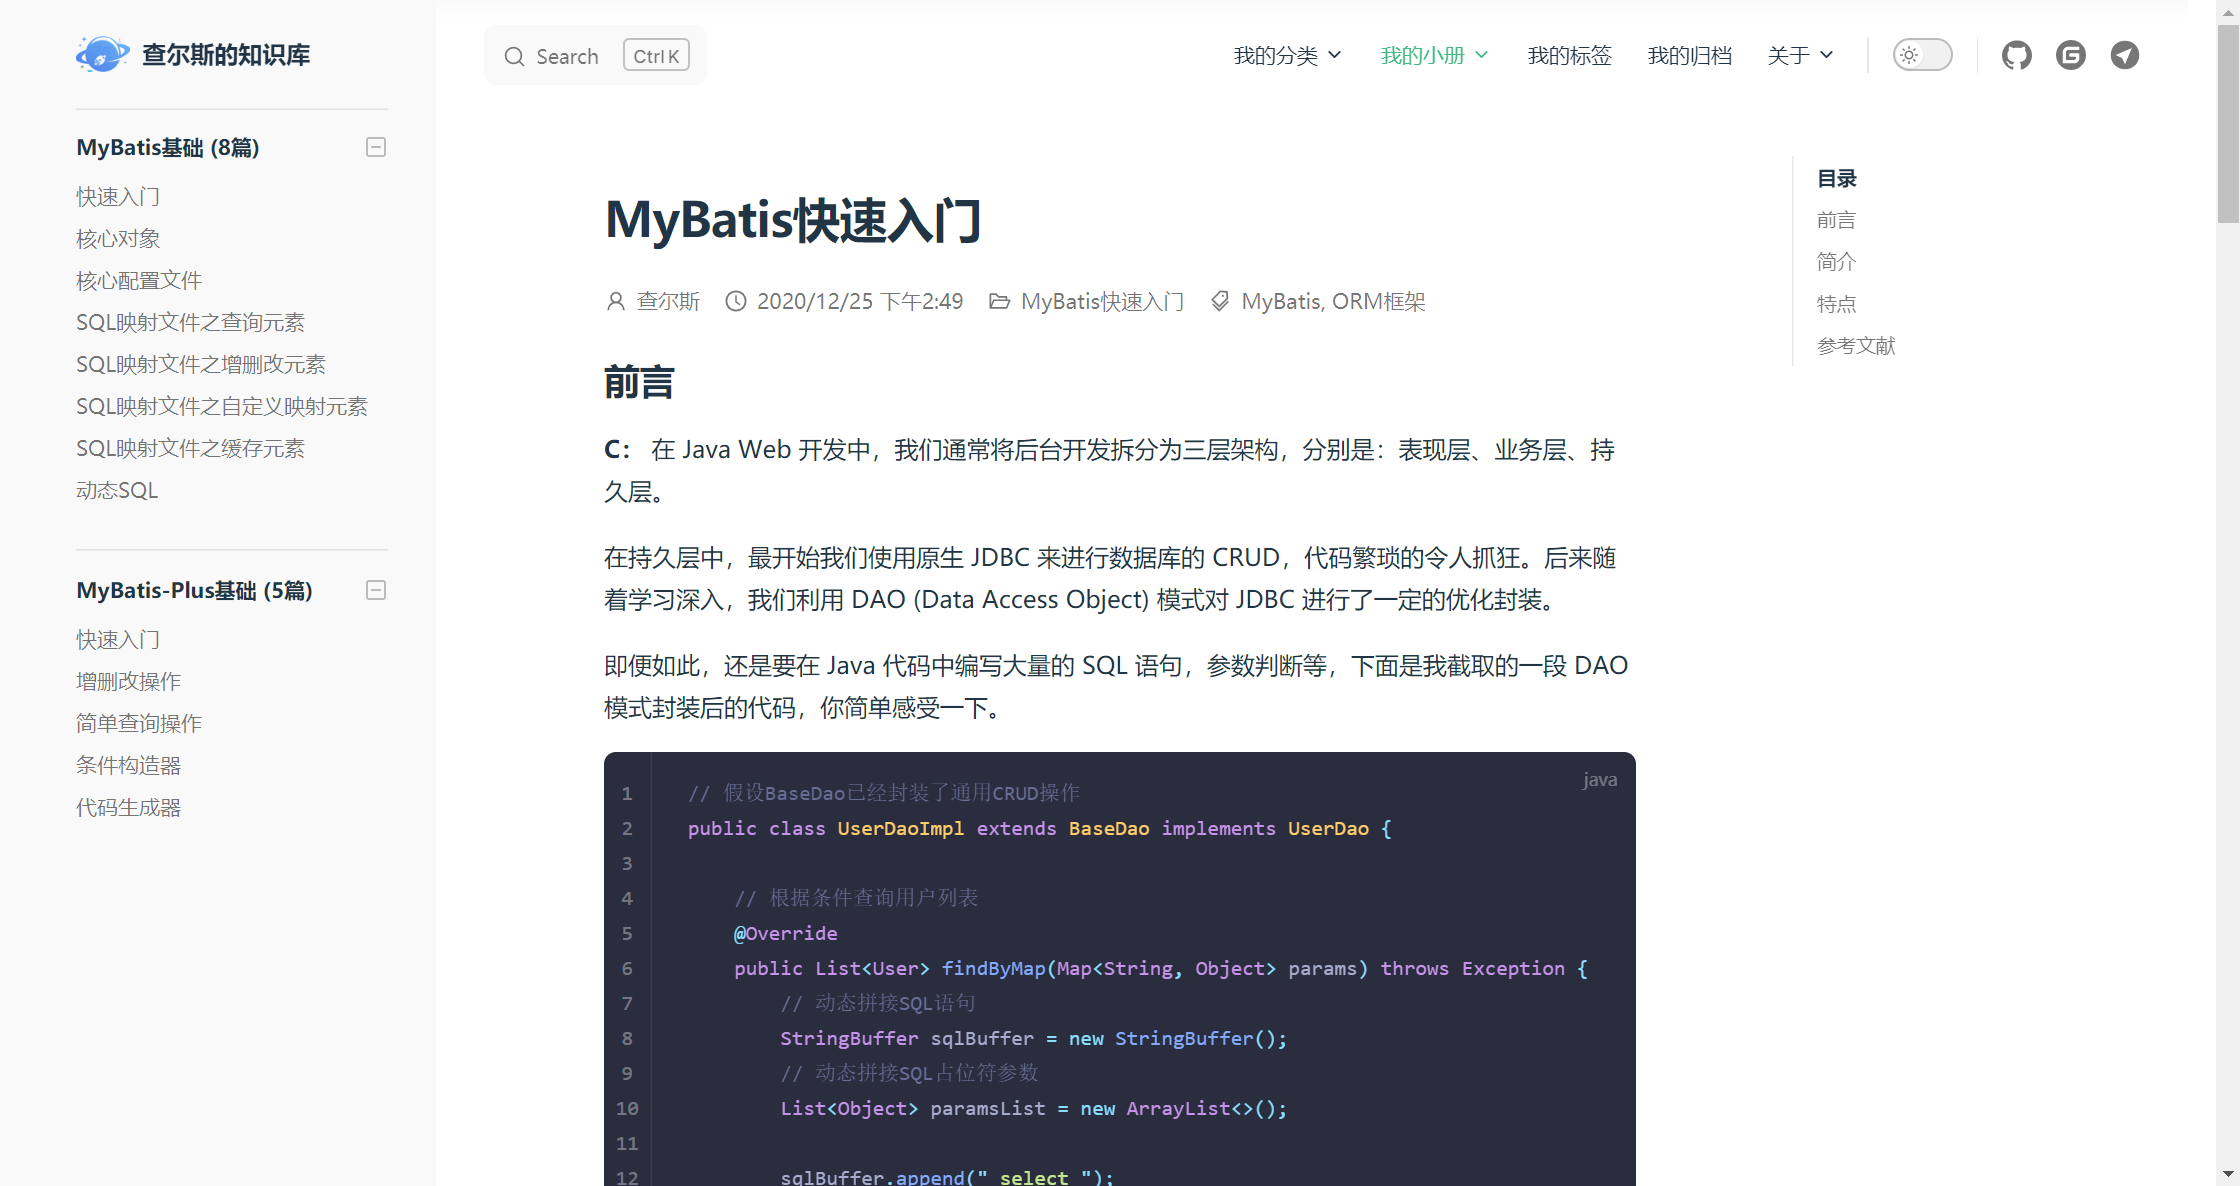 查尔斯的知识库
Search Ctrl K
我的分类 我的小册 我的标签 我的归档 关于
MyBatis基础 (8篇)
快速入门
核心对象
核心配置文件
SQL映射文件之查询元素
SQL映射文件之增删改元素
SQL映射文件之自定义映射元素
SQL映射文件之缓存元素
动态SQL
MyBatis-Plus基础 (5篇)
快速入门
增删改操作
简单查询操作
条件构造器
代码生成器
MyBatis快速入门
查尔斯 2020/12/25 下午2:49 MyBatis快速入门 MyBatis, ORM框架
前言
C： 在 Java Web 开发中，我们通常将后台开发拆分为三层架构，分别是：表现层、业务层、持
久层。
在持久层中，最开始我们使用原生 JDBC 来进行数据库的 CRUD，代码繁琐的令人抓狂。后来随
着学习深入，我们利用 DAO (Data Access Object) 模式对 JDBC 进行了一定的优化封装。
即便如此，还是要在 Java 代码中编写大量的 SQL 语句，参数判断等，下面是我截取的一段 DAO
模式封装后的代码，你简单感受一下。
java
1 // 假设BaseDao已经封装了通用CRUD操作
2 public class UserDaoImpl extends BaseDao implements UserDao {
3
4 // 根据条件查询用户列表
5 @Override
6 public List<User> findByMap(Map<String, Object> params) throws Exception {
7 // 动态拼接SQL语句
8 StringBuffer sqlBuffer = new StringBuffer();
9 // 动态拼接SQL占位符参数
10 List<Object> paramsList = new ArrayList<>();
11
12 sqlBuffer.append(" select ");
目录
前言
简介
特点
参考文献